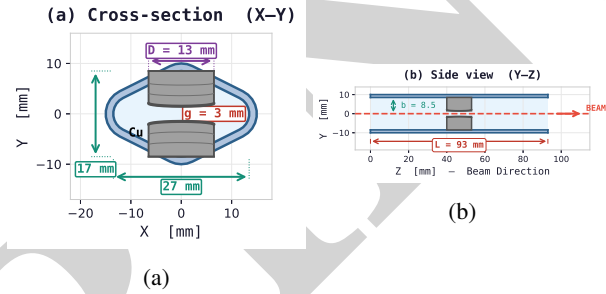 (a) Cross-section (X–Y)
D = 13 mm
10
0
−10
Y [mm]
g = 3 mm
Cu
17 mm
27 mm
−20
−10
0
10
X [mm]
(a)
(b) Side view (Y–Z)
10
0
−10
Y [mm]
b = 8.5
BEAM
L = 93 mm
0
20
40
60
80
100
Z [mm] — Beam Direction
(b)